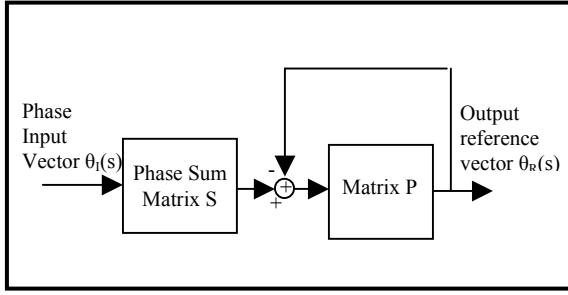 Phase
Input
Vector θI(s)
Phase Sum
Matrix S
-
+
+
Matrix P
Output
reference
vector θR(s)